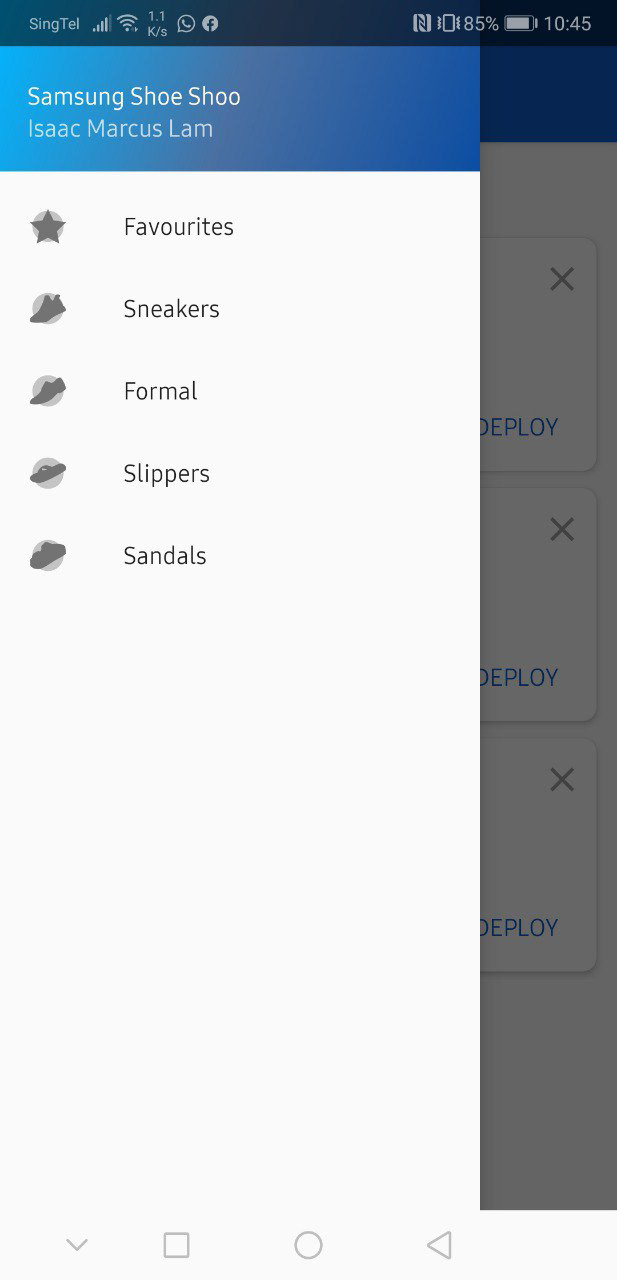 SingTel 1.1 K/s 85% 10:45
Samsung Shoe Shoo
Isaac Marcus Lam
Favourites
Sneakers
Formal
DEPLOY
Slippers
Sandals
DEPLOY
DEPLOY